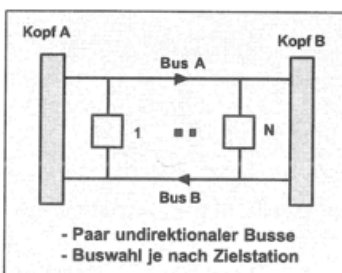 Kopf A
Kopf B
Bus A
1
N
Bus B
- Paar undirektionaler Busse
- Buswahl je nach Zielstation